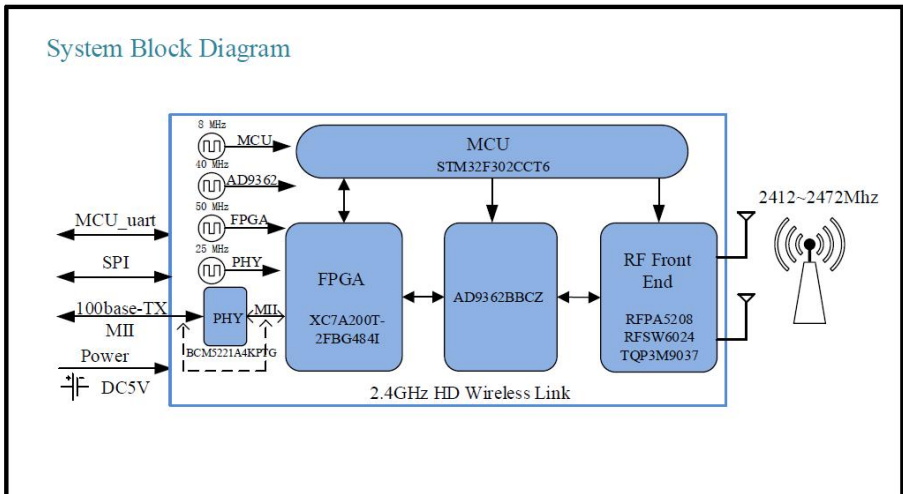 System Block Diagram
8 MHz
MCU
40 MHz
AD9362
50 MHz
FPGA
25 MHz
PHY
MCU
STM32F302CCT6
2412~2472Mhz
MCU_uart
SPI
100base-TX
MII
Power
DC5V
PHY
MII
BCM5221A4KPTG
FPGA
XC7A200T-
2FBG484I
AD9362BBCZ
RF Front
End
RFPA5208
RFSW6024
TQP3M9037
2.4GHz HD Wireless Link